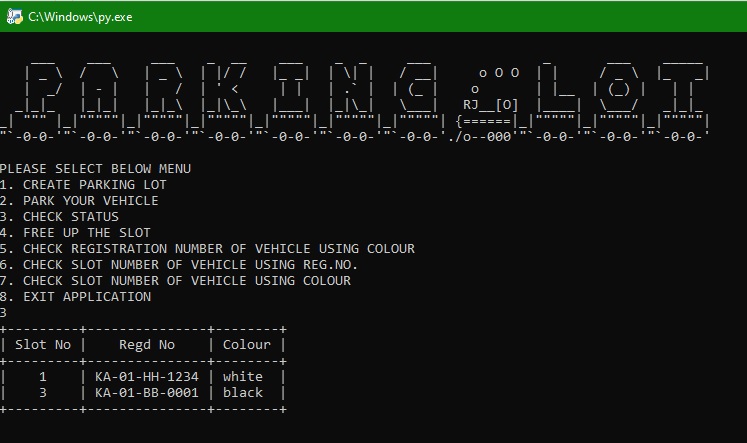 C:\Windows\py.exe
PARKING LOT
PLEASE SELECT BELOW MENU
1. CREATE PARKING LOT
2. PARK YOUR VEHICLE
3. CHECK STATUS
4. FREE UP THE SLOT
5. CHECK REGISTRATION NUMBER OF VEHICLE USING COLOUR
6. CHECK SLOT NUMBER OF VEHICLE USING REG.NO.
7. CHECK SLOT NUMBER OF VEHICLE USING COLOUR
8. EXIT APPLICATION
3
+---------+---------------+--------+
| Slot No |    Regd No    | Colour |
+---------+---------------+--------+
|    1    | KA-01-HH-1234 | white  |
|    3    | KA-01-BB-0001 | black  |
+---------+---------------+--------+